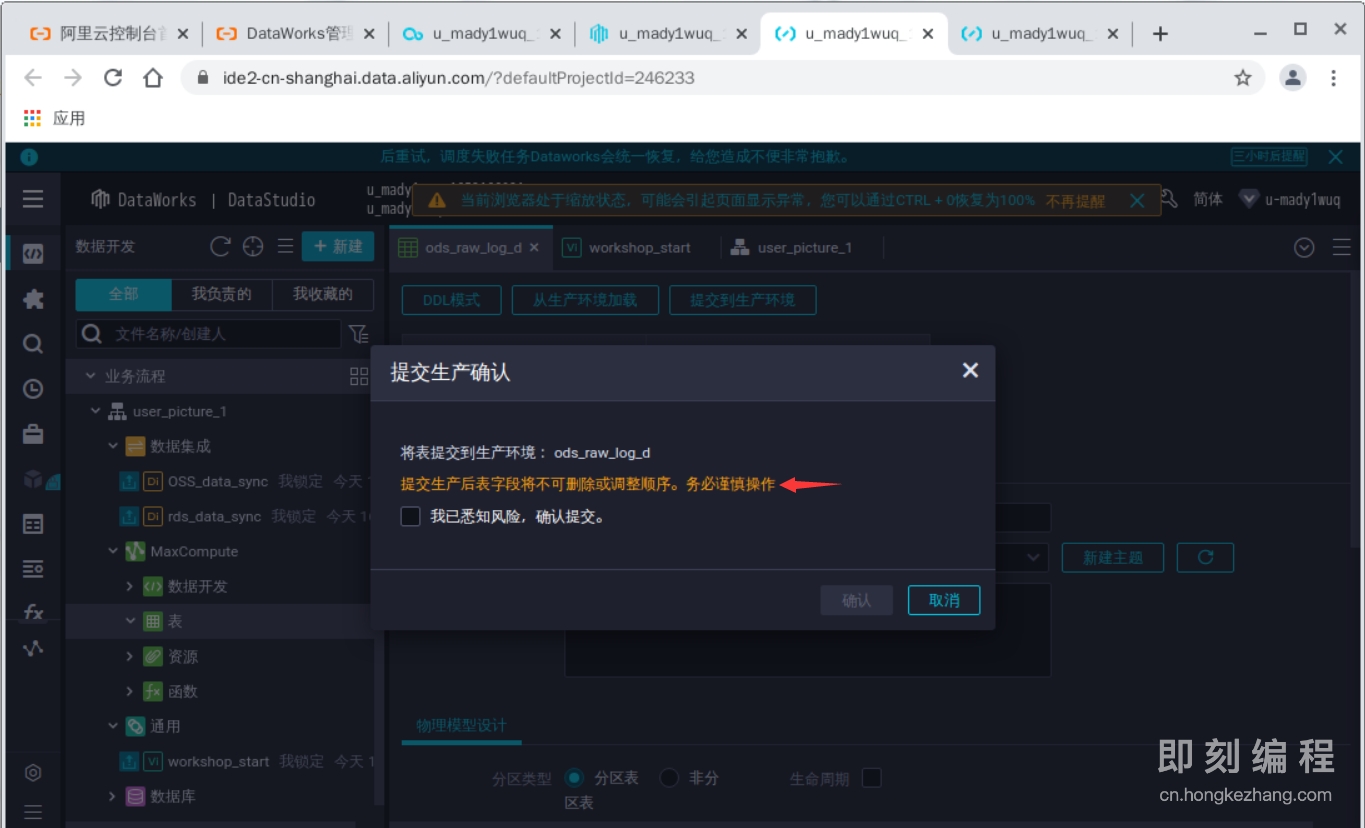 阿里云控制台首
DataWorks管理
u_mady1wuq_
u_mady1wuq_
u_mady1wuq_
u_mady1wuq_
ide2-cn-shanghai.data.aliyun.com/?defaultProjectId=246233
应用
后重试，调度失败任务Dataworks会统一恢复，给您造成不便非常抱歉。
三小时后提醒
DataWorks | DataStudio
u_mady
u_mady
当前浏览器处于缩放状态，可能会引起页面显示异常，您可以通过CTRL + 0恢复为100% 不再提醒
简体
u-mady1wuq
数据开发
新建
ods_raw_log_d
VI workshop_start
user_picture_1
全部
我负责的
我收藏的
DDL模式
从生产环境加载
提交到生产环境
文件名称/创建人
业务流程
提交生产确认
user_picture_1
数据集成
将表提交到生产环境： ods_raw_log_d
Di OSS_data_sync 我锁定 今天 1
提交生产后表字段将不可删除或调整顺序。务必谨慎操作
Di rds_data_sync 我锁定 今天 16
我已悉知风险，确认提交。
MaxCompute
新建主题
数据开发
确认
取消
fx
表
资源
fx 函数
通用
物理模型设计
VI workshop_start 我锁定 今天 1
分区类型
分区表
非分
区表
生命周期
数据库
即刻编程
cn.hongkezhang.com